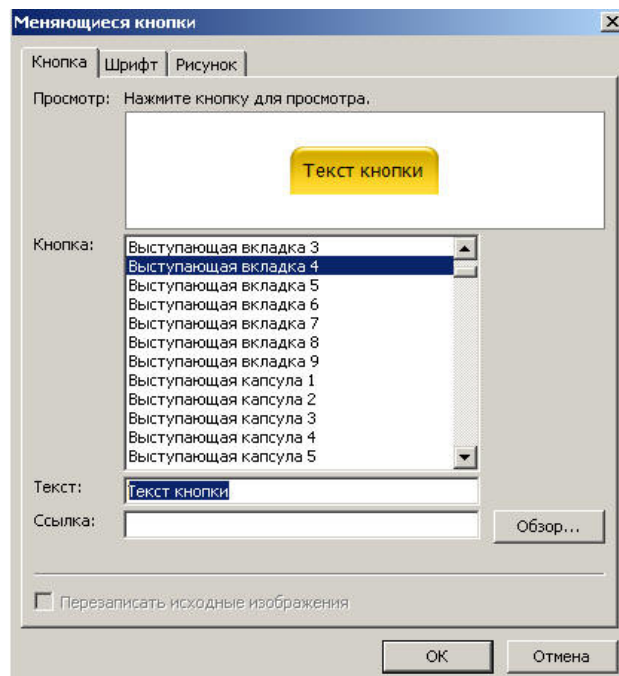 Меняющиеся кнопки
Кнопка Шрифт Рисунок
Просмотр: Нажмите кнопку для просмотра.
Текст кнопки
Кнопка:
Выступающая вкладка 3
Выступающая вкладка 4
Выступающая вкладка 5
Выступающая вкладка 6
Выступающая вкладка 7
Выступающая вкладка 8
Выступающая вкладка 9
Выступающая капсула 1
Выступающая капсула 2
Выступающая капсула 3
Выступающая капсула 4
Выступающая капсула 5
Текст: Текст кнопки
Ссылка: Обзор...
Перезаписать исходные изображения
OK Отмена